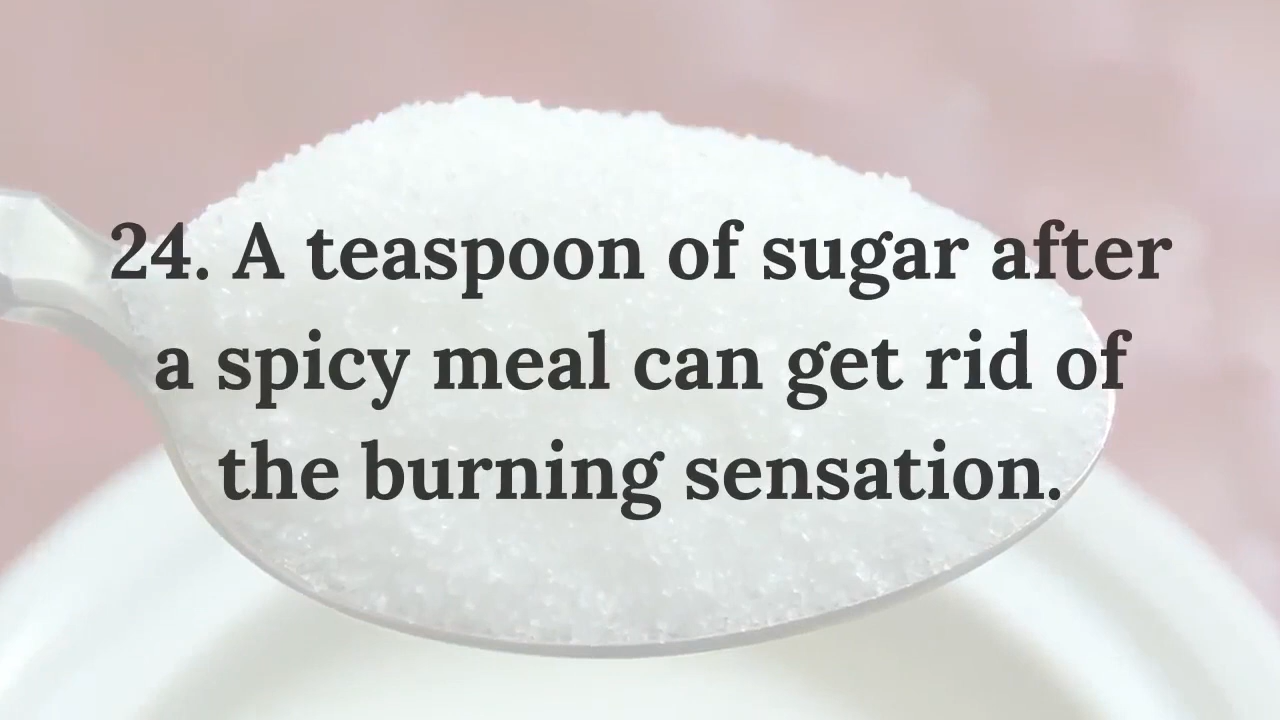 24. A teaspoon of sugar after
a spicy meal can get rid of
the burning sensation.